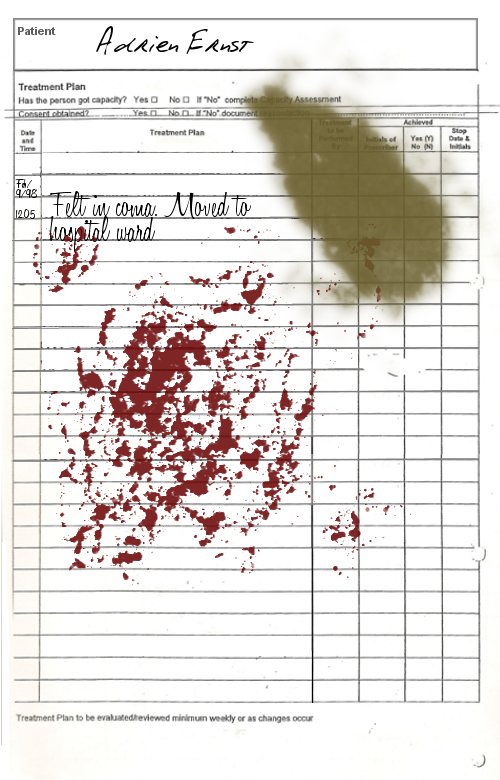 Patient
Adrien Ernst
Treatment Plan
Has the person got capacity? Yes □ No □ If "No" complete Capacity Assessment
Consent obtained? Yes □ No □ If "No" document
Achieved
Date and Time
Treatment Plan
Treatment to be Performed By
Initials of Prescriber
Yes (Y) No (N)
Stop Date & Initials
Feb/
9/98
1205 Felt in coma. Moved to
hospital ward
Treatment Plan to be evaluated/reviewed minimum weekly or as changes occur